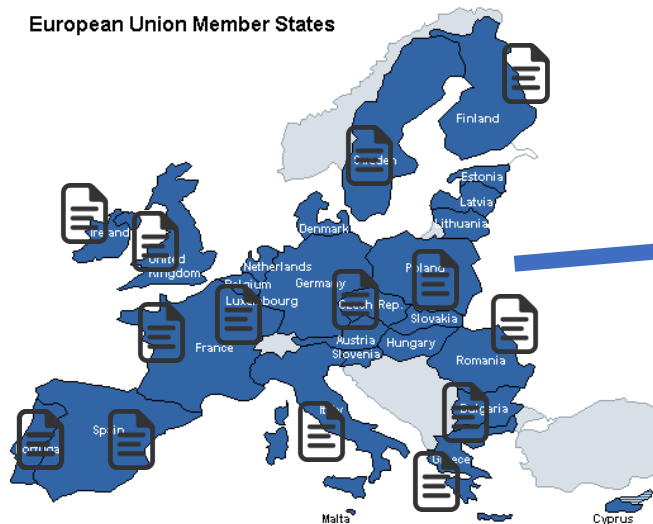 European Union Member States
Finland
Sweden
Estonia
Latvia
Lithuania
Denmark
Ireland
United
Kingdom
Netherlands
Belgium
Luxembourg
Germany
Poland
Czech Rep.
Slovakia
France
Austria
Slovenia
Hungary
Romania
Bulgaria
Italy
Spain
Portugal
Greece
Malta
Cyprus